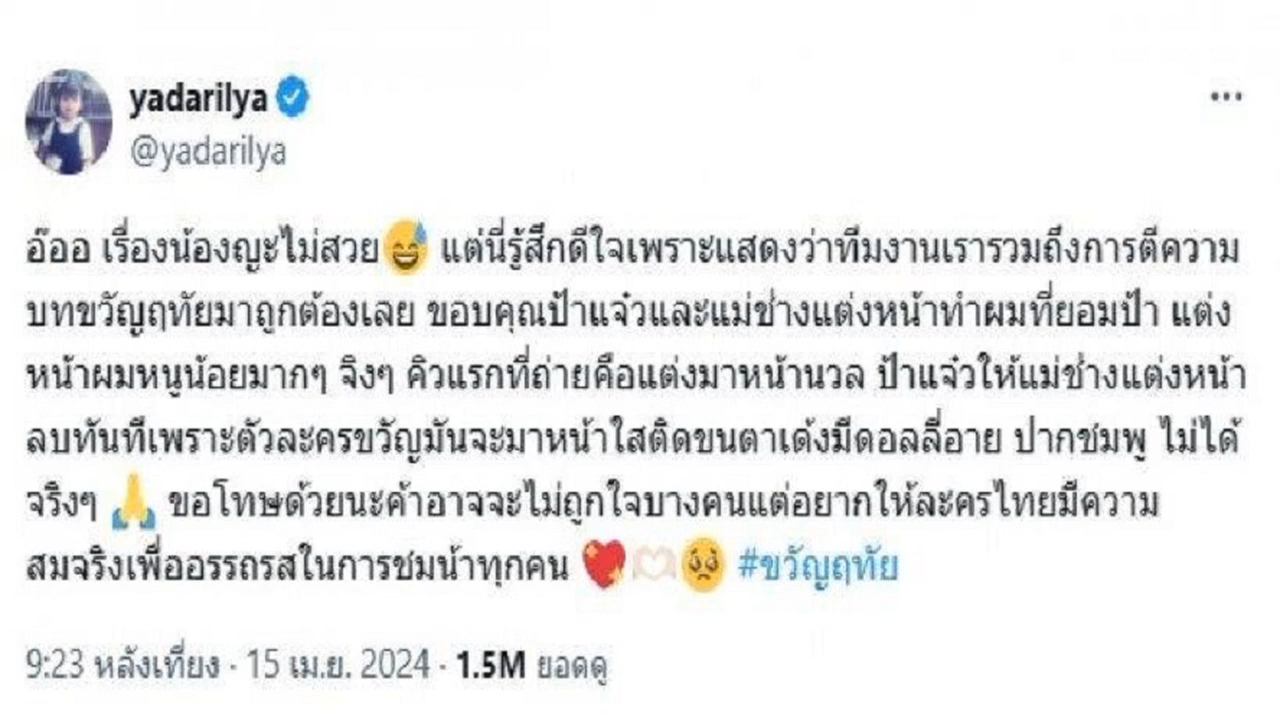 yadarilya
@yadarilya
อ๊ออ เรื่องน้องญะไม่สวย😅 แต่นี่รู้สึกดีใจเพราะแสดงว่าทีมงานเรารวมถึงการตีความ
บทขวัญฤทัยมาถูกต้องเลย ขอบคุณป้าแจ๋วและแม่ช่างแต่งหน้าทำผมที่ยอมป้า แต่ง
หน้าผมหนูน้อยมากๆ จิงๆ คิวแรกที่ถ่ายคือแต่งมาหน้านวล ป้าแจ๋วให้แม่ช่างแต่งหน้า
ลบทันทีเพราะตัวละครขวัญมันจะมาหน้าใสติดขนตาเด้งมีดอลลี่อาย ปากชมพู ไม่ได้
จริงๆ 🙏 ขอโทษด้วยนะค้าอาจจะไม่ถูกใจบางคนแต่อยากให้ละครไทยมีความ
สมจริงเพื่ออรรถรสในการชมน้าทุกคน 💖🫶🏻🥺 #ขวัญฤทัย
9:23 หลังเที่ยง · 15 เม.ย. 2024 · 1.5M ยอดดู